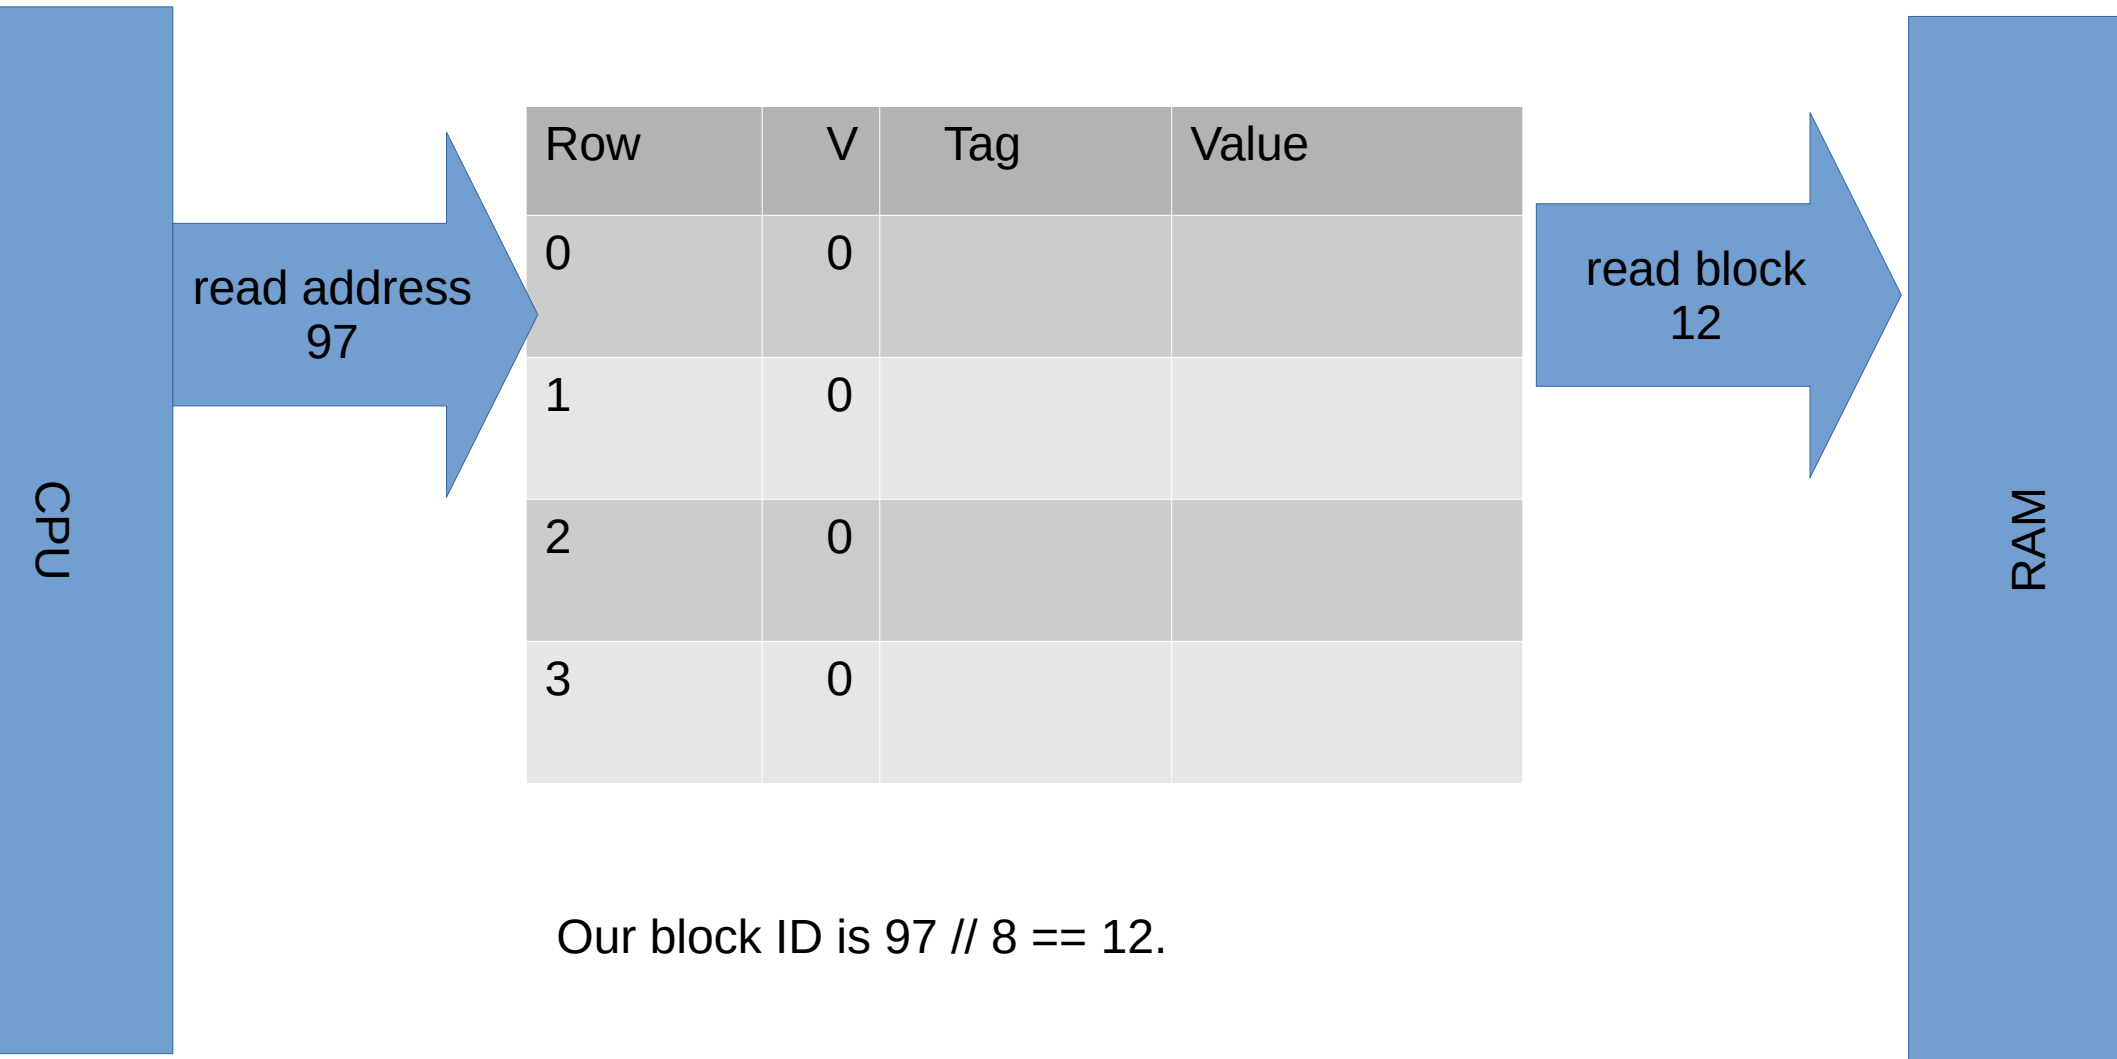 CPU
read address
97
Row V Tag Value
0 0
1 0
2 0
3 0
read block
12
RAM
Our block ID is 97 // 8 == 12.